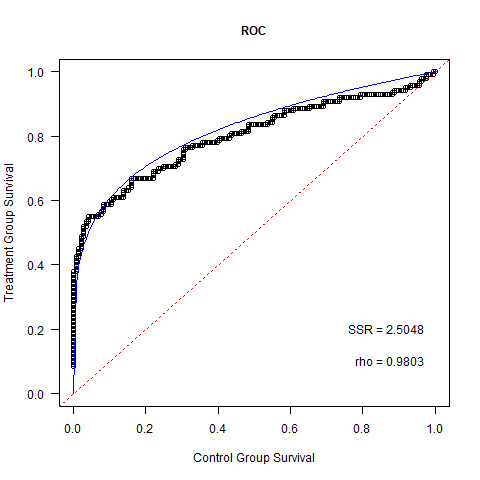 ROC
Treatment Group Survival
1.0
0.8
0.6
0.4
0.2
0.0
SSR = 2.5048
rho = 0.9803
0.0 0.2 0.4 0.6 0.8 1.0
Control Group Survival